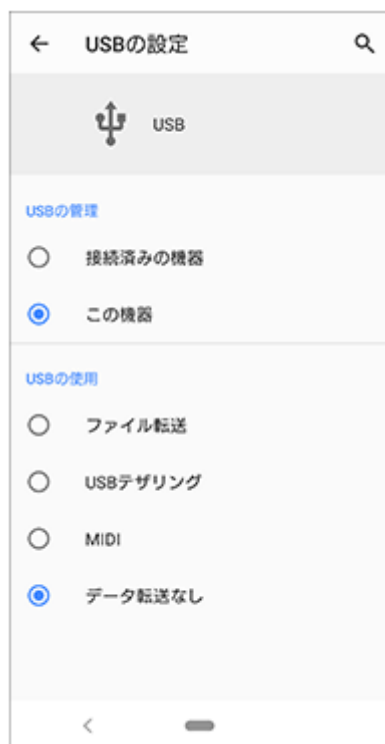 USBの設定
USB
USBの管理
接続済みの機器
この機器
USBの使用
ファイル転送
USBテザリング
MIDI
データ転送なし